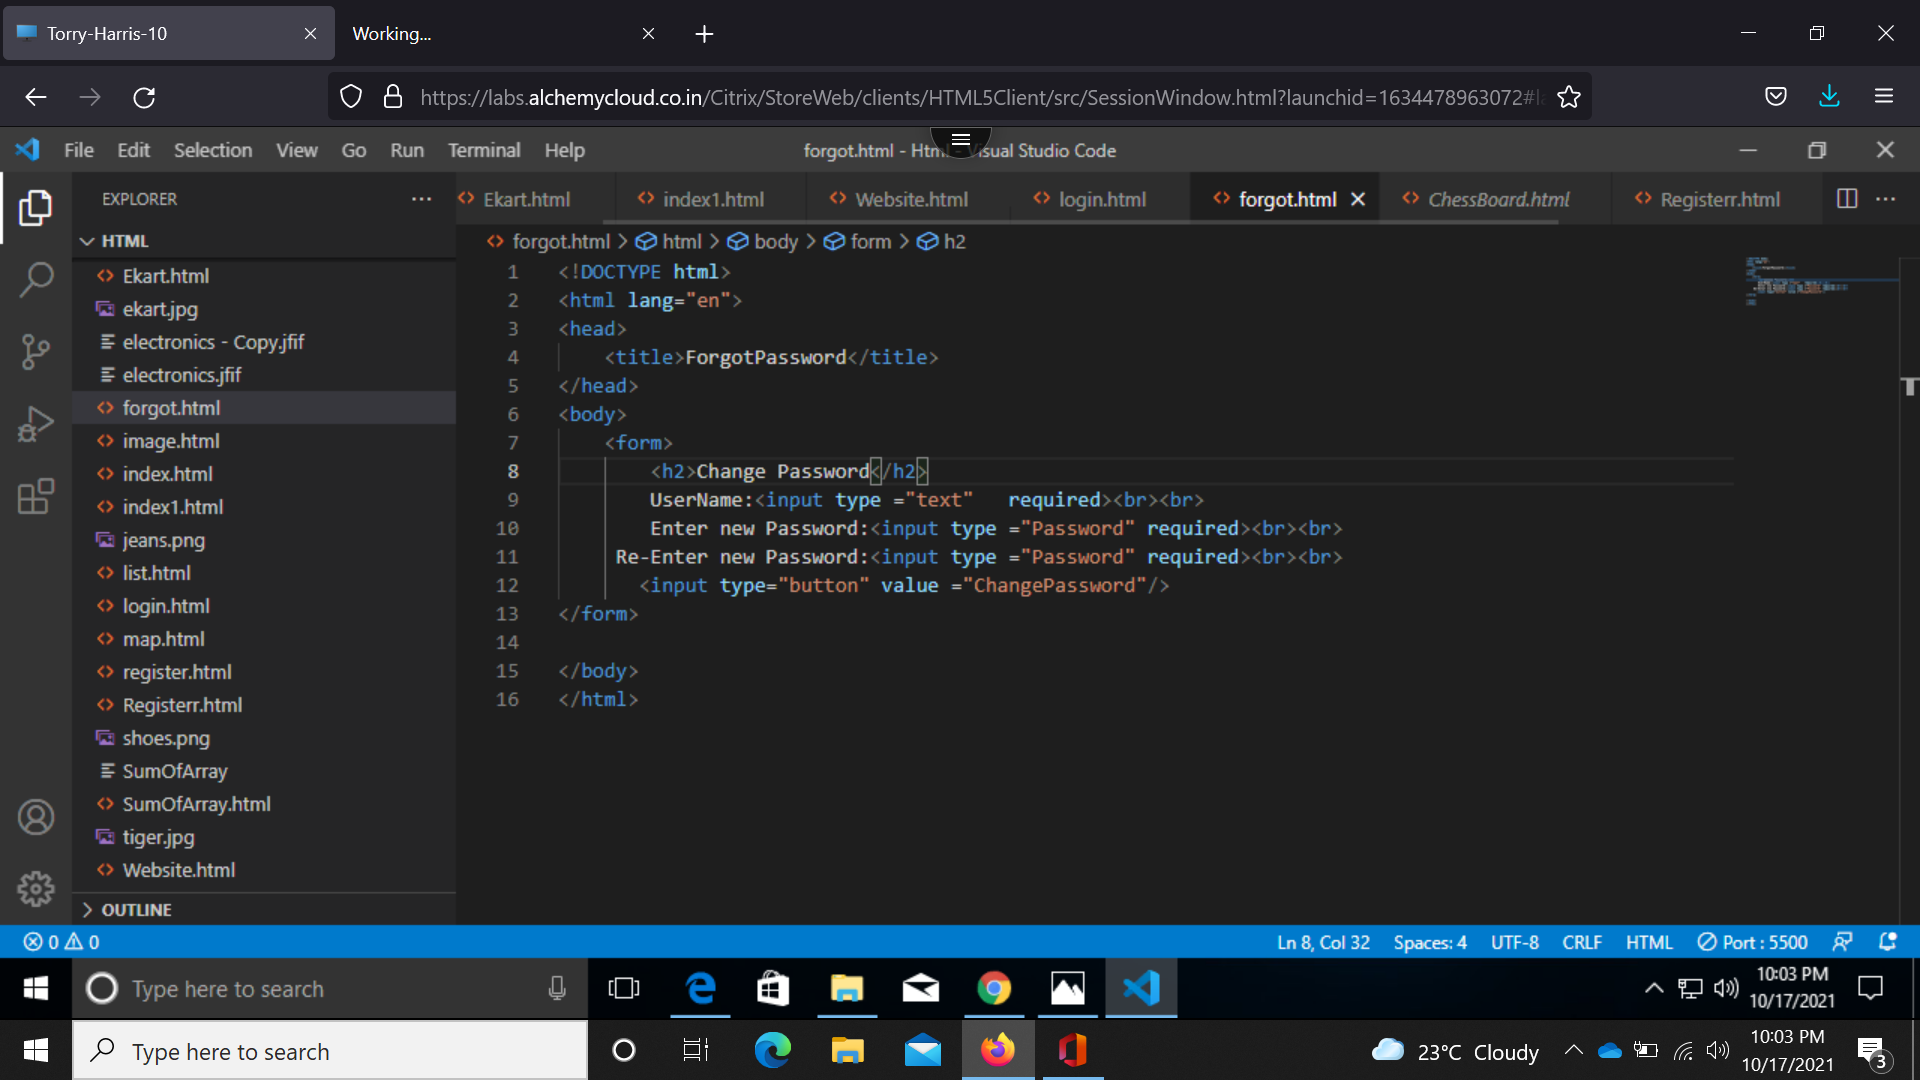 Torry-Harris-10
Working...
https://labs.alchemycloud.co.in/Citrix/StoreWeb/clients/HTML5Client/src/SessionWindow.html?launchid=1634478963072#l
File Edit Selection View Go Run Terminal Help
forgot.html - Html - Visual Studio Code
EXPLORER
Ekart.html
index1.html
Website.html
login.html
forgot.html
ChessBoard.html
Registerr.html
HTML
Ekart.html
ekart.jpg
electronics - Copy.jfif
electronics.jfif
forgot.html
image.html
index.html
index1.html
jeans.png
list.html
login.html
map.html
register.html
Registerr.html
shoes.png
SumOfArray
SumOfArray.html
tiger.jpg
Website.html
OUTLINE
forgot.html > html > body > form > h2
1 <!DOCTYPE html>
2 <html lang="en">
3 <head>
4 <title>ForgotPassword</title>
5 </head>
6 <body>
7 <form>
8 <h2>Change Password</h2>
9 UserName:<input type ="text"   required><br><br>
10 Enter new Password:<input type ="Password" required><br><br>
11 Re-Enter new Password:<input type ="Password" required><br><br>
12 <input type="button" value ="ChangePassword"/>
13 </form>
14
15 </body>
16 </html>
0 0
Ln 8, Col 32
Spaces: 4
UTF-8
CRLF
HTML
Port : 5500
Type here to search
10:03 PM
10/17/2021
Type here to search
23°C Cloudy
10:03 PM
10/17/2021
3